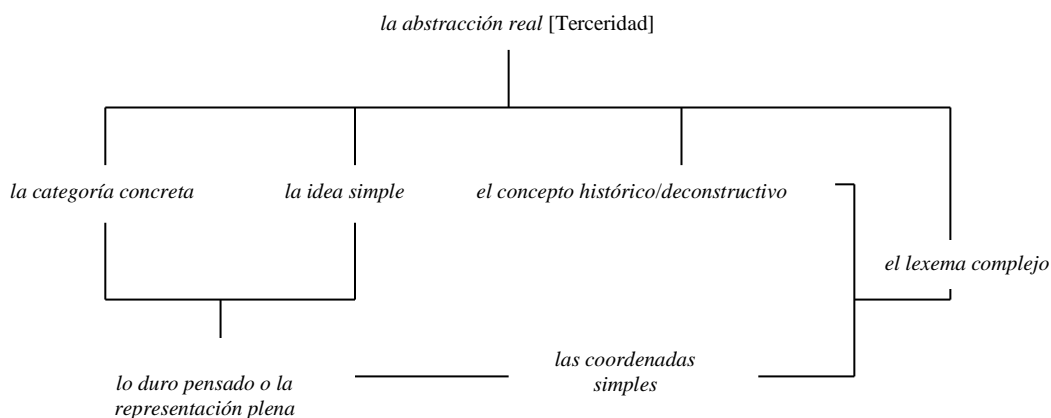 la abstracción real [Terceridad]
la categoría concreta
la idea simple
el concepto histórico/deconstructivo
el lexema complejo
las coordenadas
simples
lo duro pensado o la
representación plena